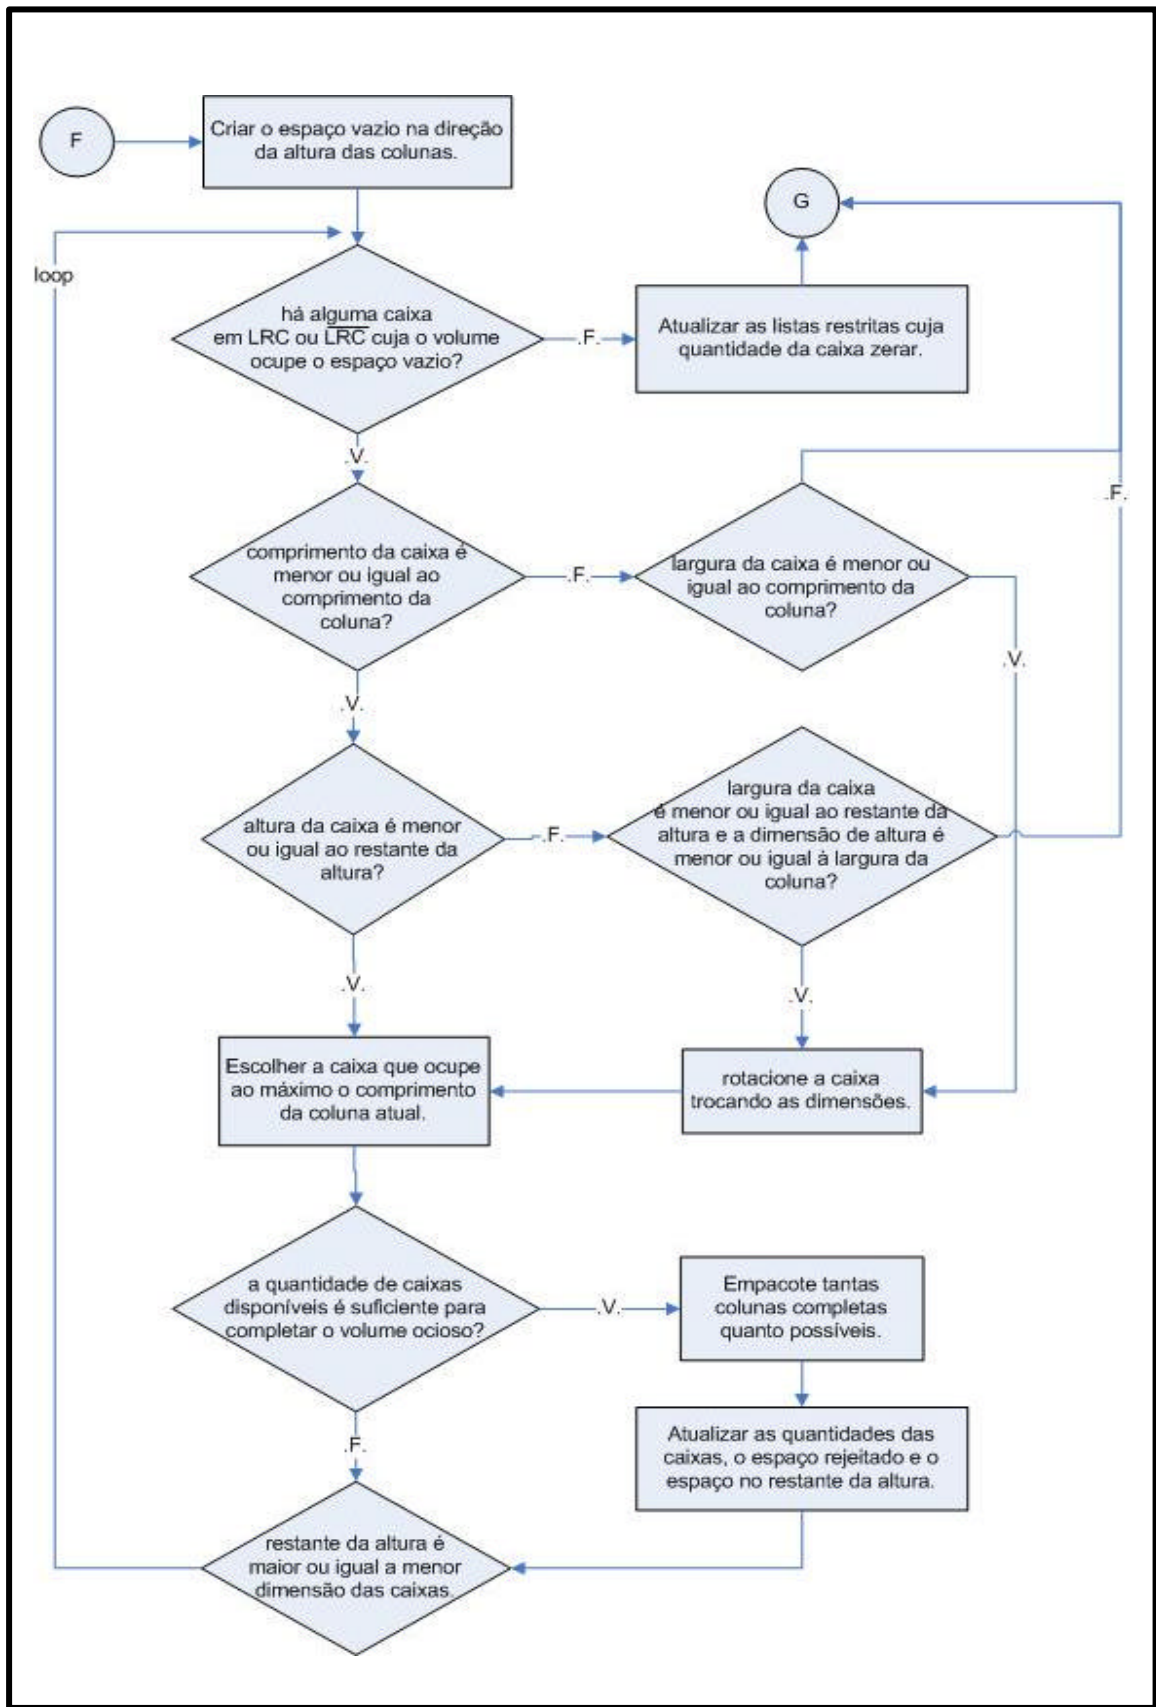 F
Criar o espaço vazio na direção
da altura das colunas.
G
loop
há alguma caixa
em LRC ou L̅R̅C̅ cuja o volume
ocupe o espaço vazio?
.F.
Atualizar as listas restritas cuja
quantidade da caixa zerar.
.V.
.F.
comprimento da caixa é
menor ou igual ao
comprimento da
coluna?
.F.
largura da caixa é menor ou
igual ao comprimento da
coluna?
.V.
.V.
altura da caixa é menor
ou igual ao restante da
altura?
.F.
largura da caixa
é menor ou igual ao restante da
altura e a dimensão de altura é
menor ou igual à largura da
coluna?
.V.
.V.
Escolher a caixa que ocupe
ao máximo o comprimento
da coluna atual.
rotacione a caixa
trocando as dimensões.
a quantidade de caixas
disponíveis é suficiente para
completar o volume ocioso?
.V.
Empacote tantas
colunas completas
quanto possíveis.
.F.
Atualizar as quantidades das
caixas, o espaço rejeitado e o
espaço no restante da altura.
restante da altura é
maior ou igual a menor
dimensão das caixas.